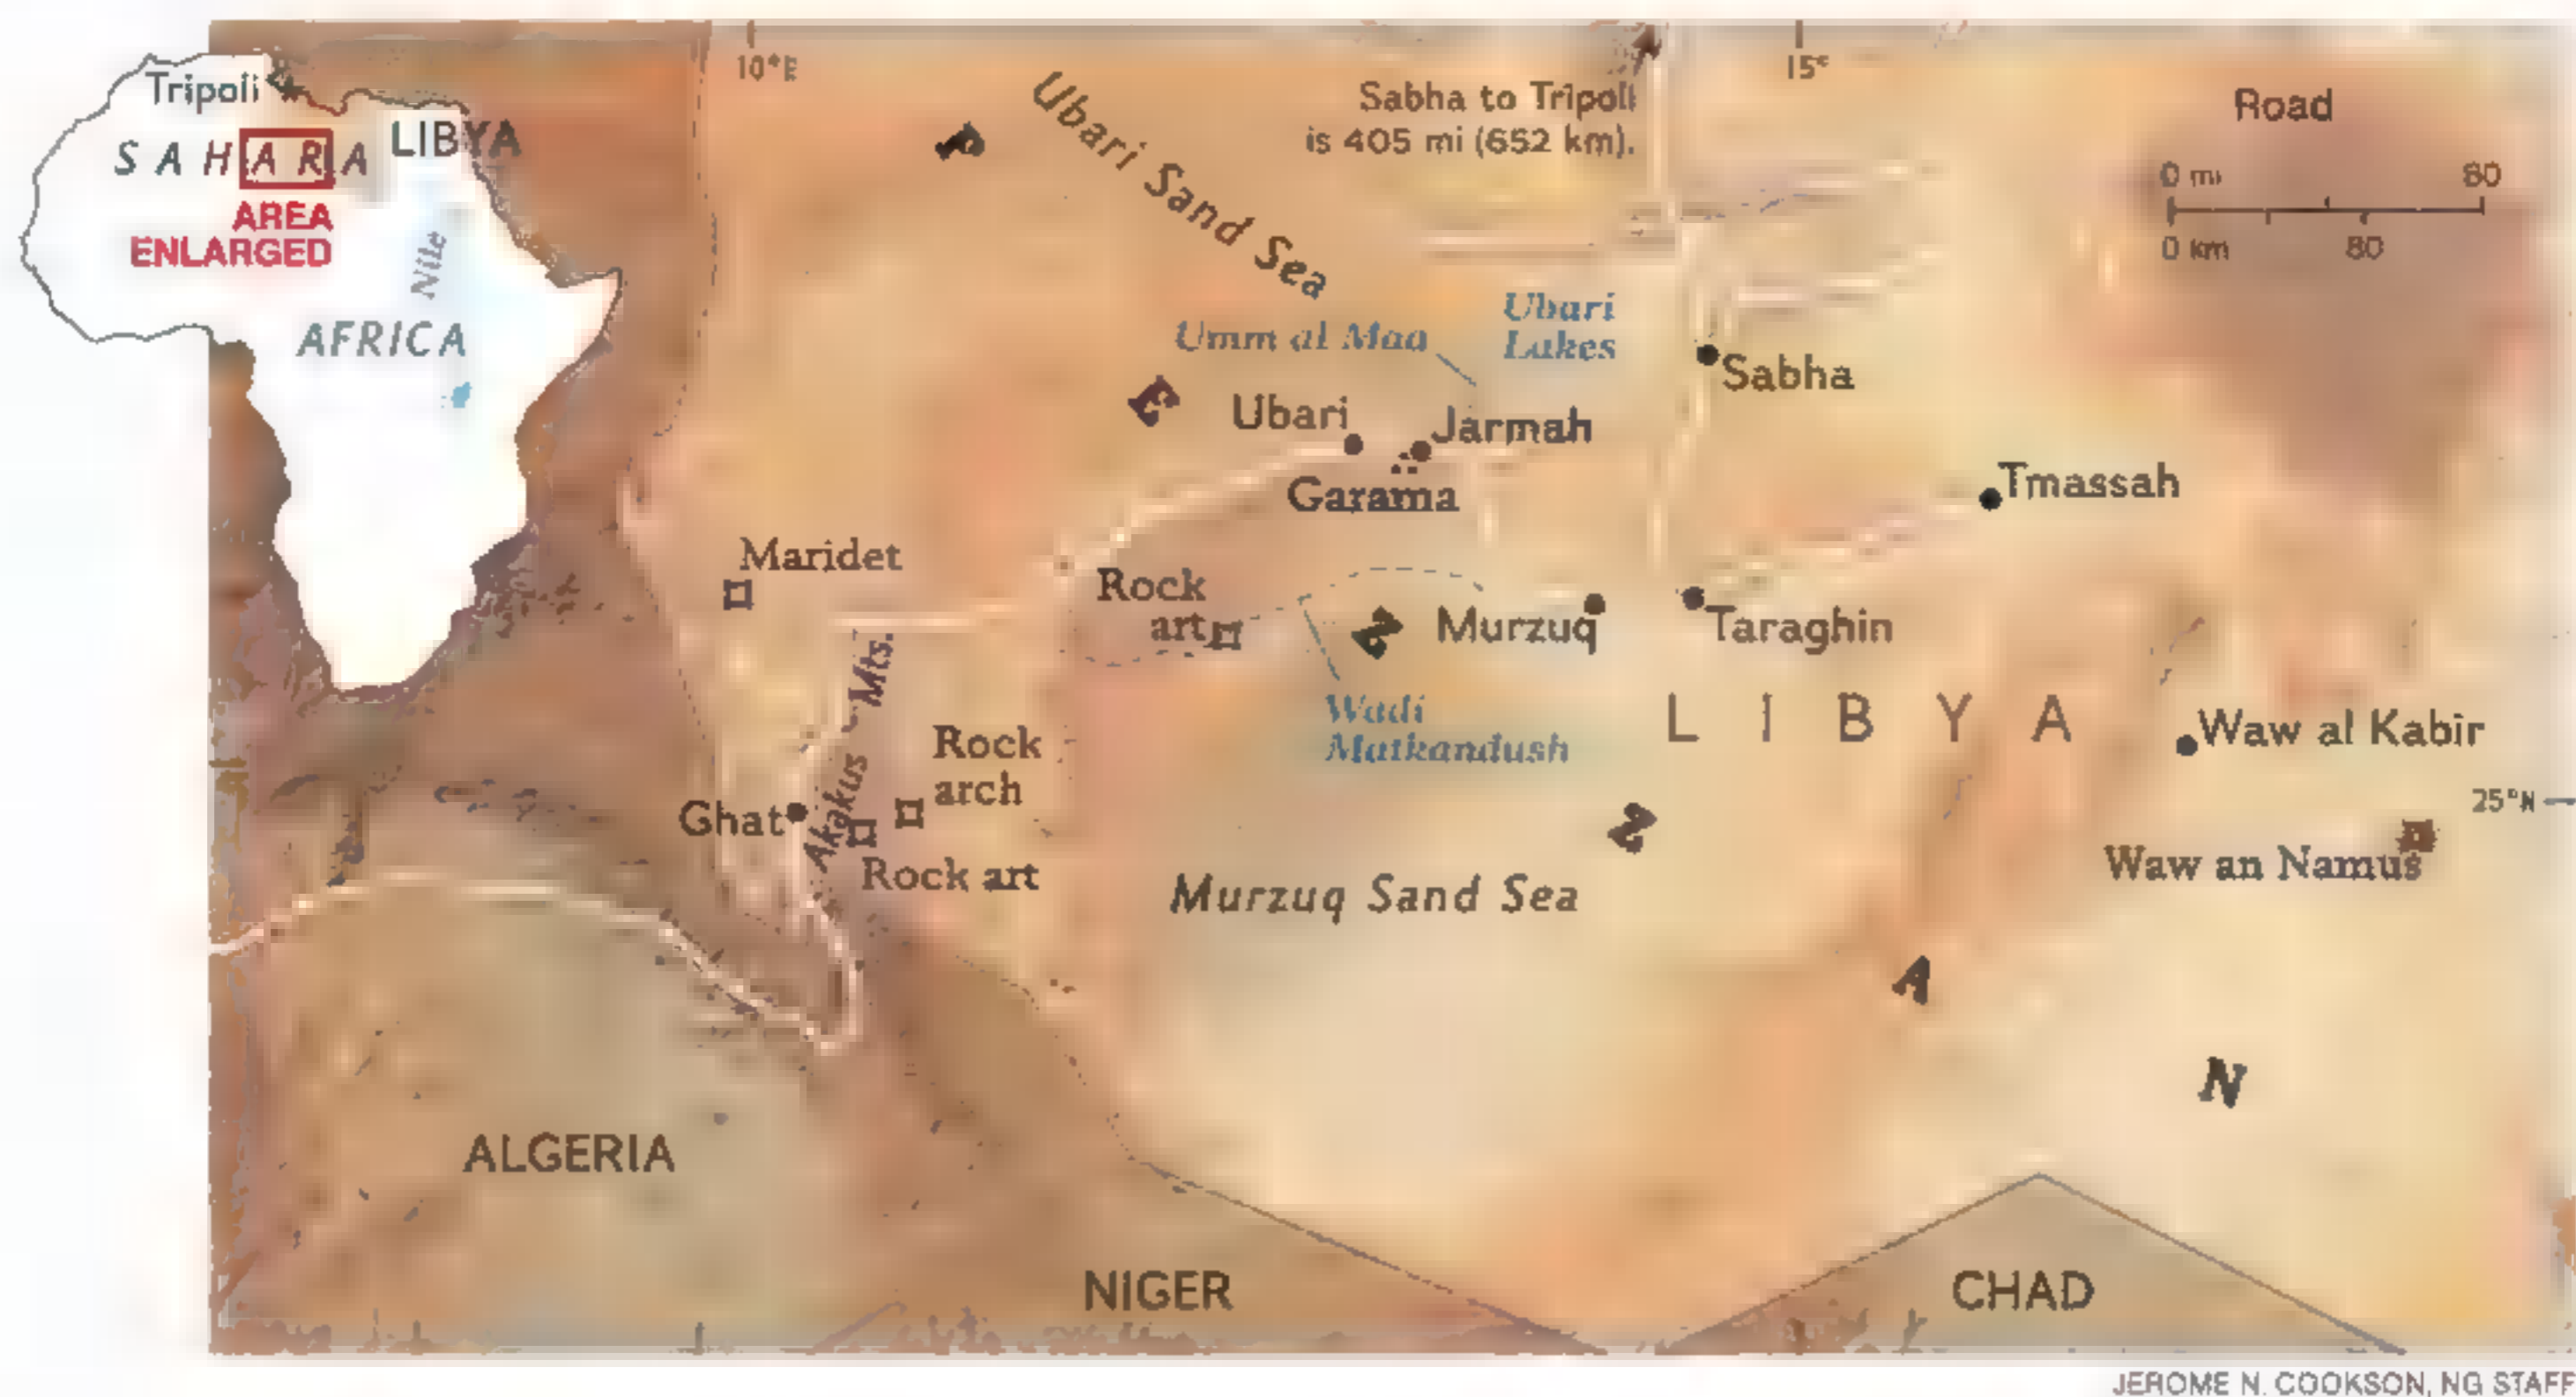 Tripoli
SAHARA
LIBYA
AREA
ENLARGED
Nile
AFRICA
10°E
15°
Ubari Sand Sea
Sabha to Tripoli
is 405 mi (652 km).
Road
0 mi 80
0 km 80
Umm al Maa
Ubari
Lakes
Sabha
Ubari
Jarmah
Garama
Tmassah
Maridet
Rock
art
Murzuq
Taraghin
Wadi
Matkandush
LIBYA
Waw al Kabir
25°N
Waw an Namus
Akakus Mts.
Rock
arch
Ghat
Rock art
Murzuq Sand Sea
FEZZAN
ALGERIA
NIGER
CHAD
JEROME N. COOKSON, NG STAFF